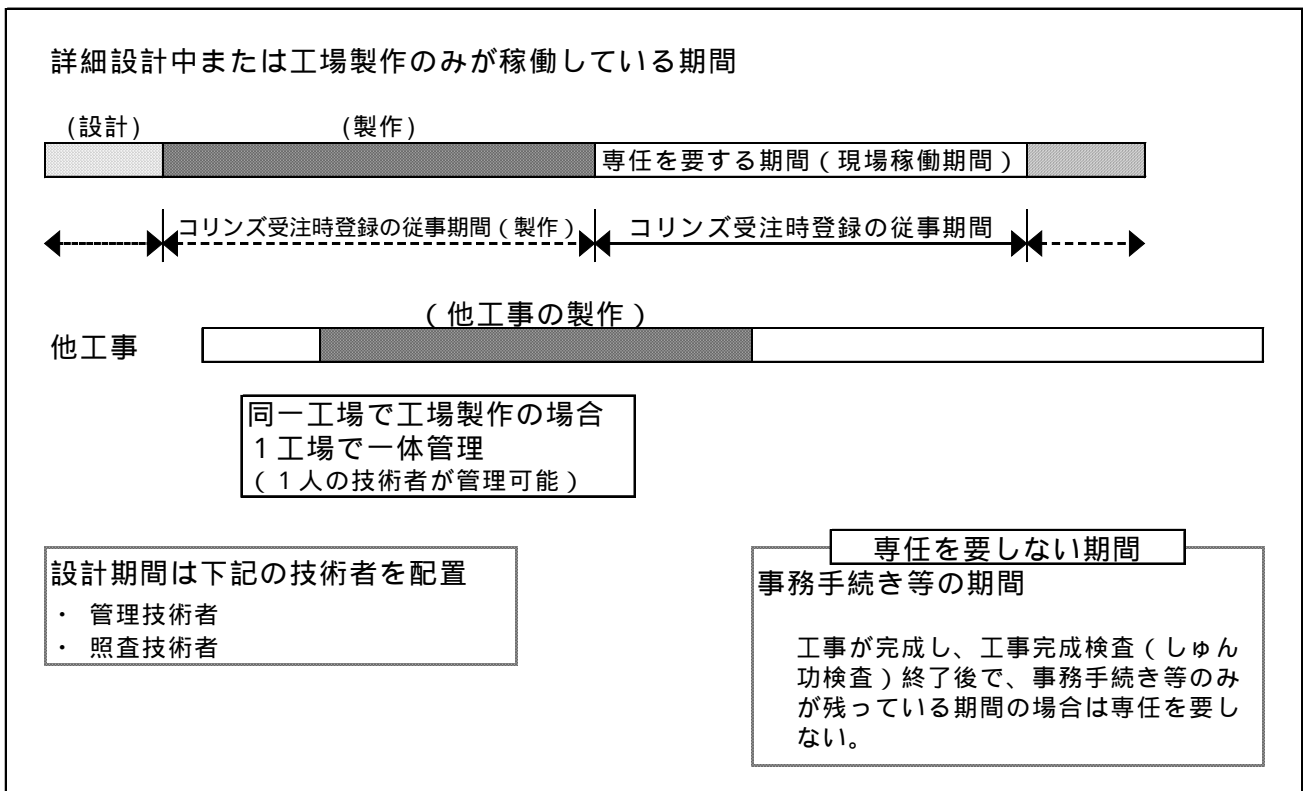 詳細設計中または工場製作のみが稼働している期間
(設計)
(製作)
専任を要する期間(現場稼働期間)
コリンズ受注時登録の従事期間(製作)
コリンズ受注時登録の従事期間
(他工事の製作)
他工事
同一工場で工場製作の場合
1工場で一体管理
(1人の技術者が管理可能)
設計期間は下記の技術者を配置
・ 管理技術者
・ 照査技術者
専任を要しない期間
事務手続き等の期間
工事が完成し、工事完成検査(しゅん
功検査)終了後で、事務手続き等のみ
が残っている期間の場合は専任を要し
ない。